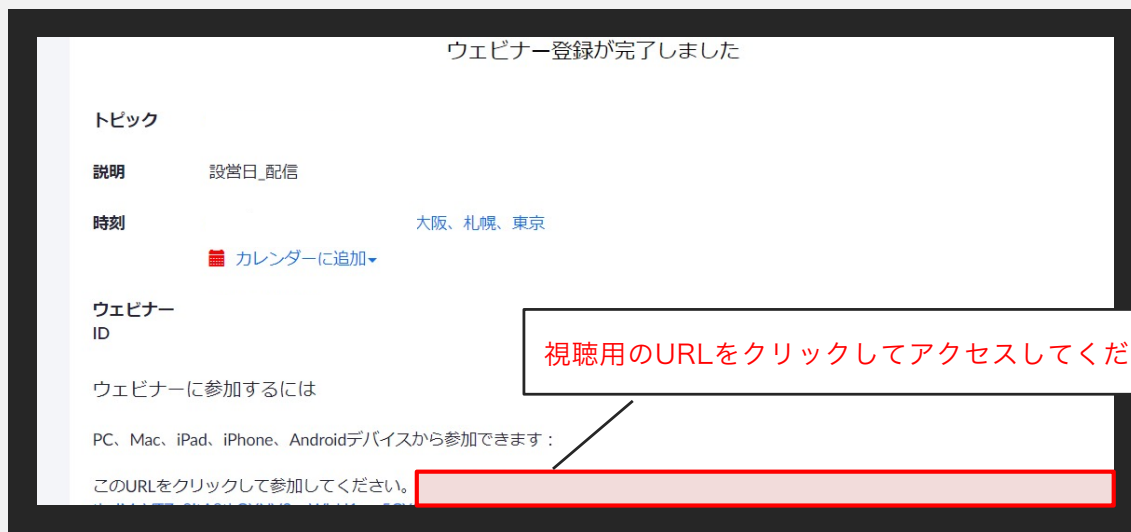 ウェビナー登録が完了しました
トピック
説明 設営日_配信
時刻 大阪、札幌、東京
カレンダーに追加
ウェビナー
ID
視聴用のURLをクリックしてアクセスしてくだ
ウェビナーに参加するには
PC、Mac、iPad、iPhone、Androidデバイスから参加できます：
このURLをクリックして参加してください。